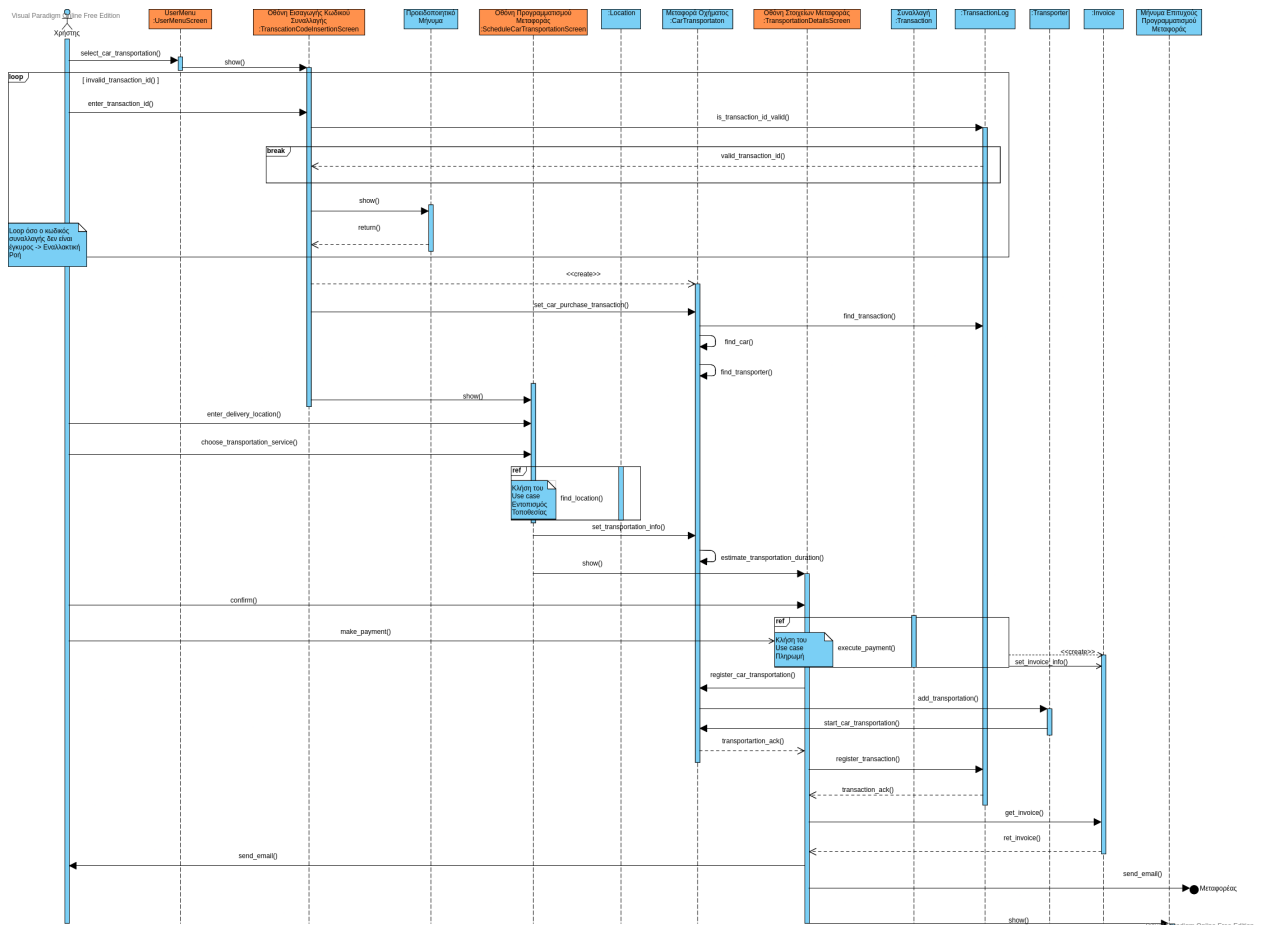 Visual Paradigm Online Free Edition
Χρήστης
UserMenu
:UserMenuScreen
Οθόνη Εισαγωγής Κωδικού
Συναλλαγής
:TranscationCodeInsertionScreen
Προειδοποιητικό
Μήνυμα
Οθόνη Προγραμματισμού
Μεταφοράς
:ScheduleCarTransportationScreen
:Location
Μεταφορά Οχήματος
:CarTransportaton
Οθόνη Στοιχείων Μεταφοράς
:TransportationDetailsScreen
Συναλλαγή
:Transaction
:TransactionLog
:Transporter
:Invoice
Μήνυμα Επιτυχούς
Προγραμματισμού
Μεταφοράς
select_car_transportation()
show()
loop
[ invalid_transaction_id() ]
enter_transaction_id()
is_transaction_id_valid()
break
valid_transaction_id()
show()
return()
Loop όσο ο κωδικός
συναλλαγής δεν είναι
έγκυρος -> Εναλλακτική
Ροή
<<create>>
set_car_purchase_transaction()
find_transaction()
find_car()
find_transporter()
show()
enter_delivery_location()
choose_transportation_service()
ref
Κλήση του
Use case
Εντοπισμός
Τοποθεσίας
find_location()
set_transportation_info()
estimate_transportation_duration()
show()
confirm()
ref
make_payment()
Κλήση του
Use case
Πληρωμή
execute_payment()
<<create>>
set_invoice_info()
register_car_transportation()
add_transportation()
start_car_transportation()
transportartion_ack()
register_transaction()
transaction_ack()
get_invoice()
ret_invoice()
send_email()
send_email()
Μεταφορέας
show()